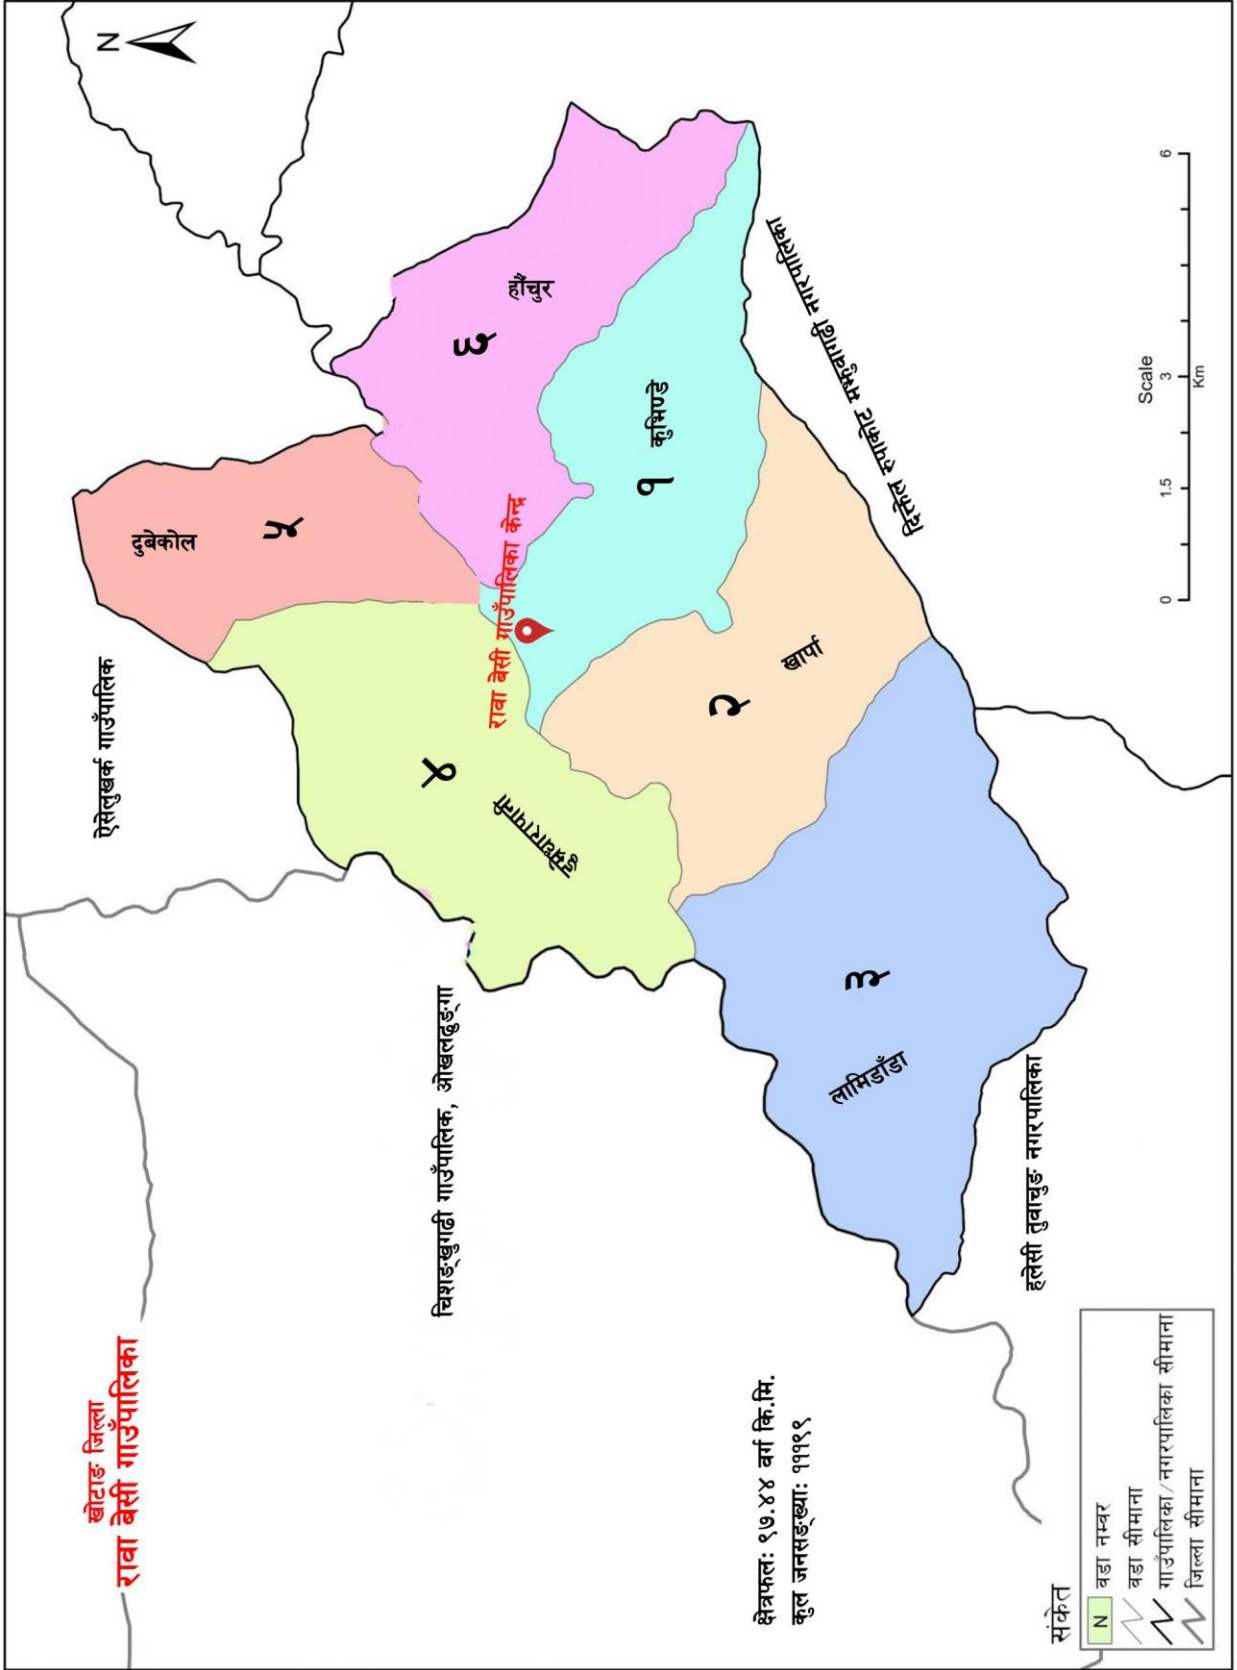 खोटाङ जिल्ला
रावा बेसी गाउँपालिका
N
ऐसेलुखर्क गाउँपालिक
दुबेकोल
५
६
हौंचुर
४
डुम्रेधारापानी
रावा बेसी गाउँपालिका केन्द्र
१
कुभिण्डे
चिशङ्खुगढी गाउँपालिक, ओखलढुङ्गा
२
खार्पा
दिक्तेल रुपाकोट मझुवागढी नगरपालिका
३
लामिडाँडा
क्षेत्रफल: ९७.४४ वर्ग कि.मि.
कुल जनसङ्ख्या: ११११९
हलेसी तुवाचुङ नगरपालिका
संकेत
N वडा नम्बर
वडा सीमाना
गाउँपालिका/नगरपालिका सीमाना
जिल्ला सीमाना
Scale
0 1.5 3 6
Km